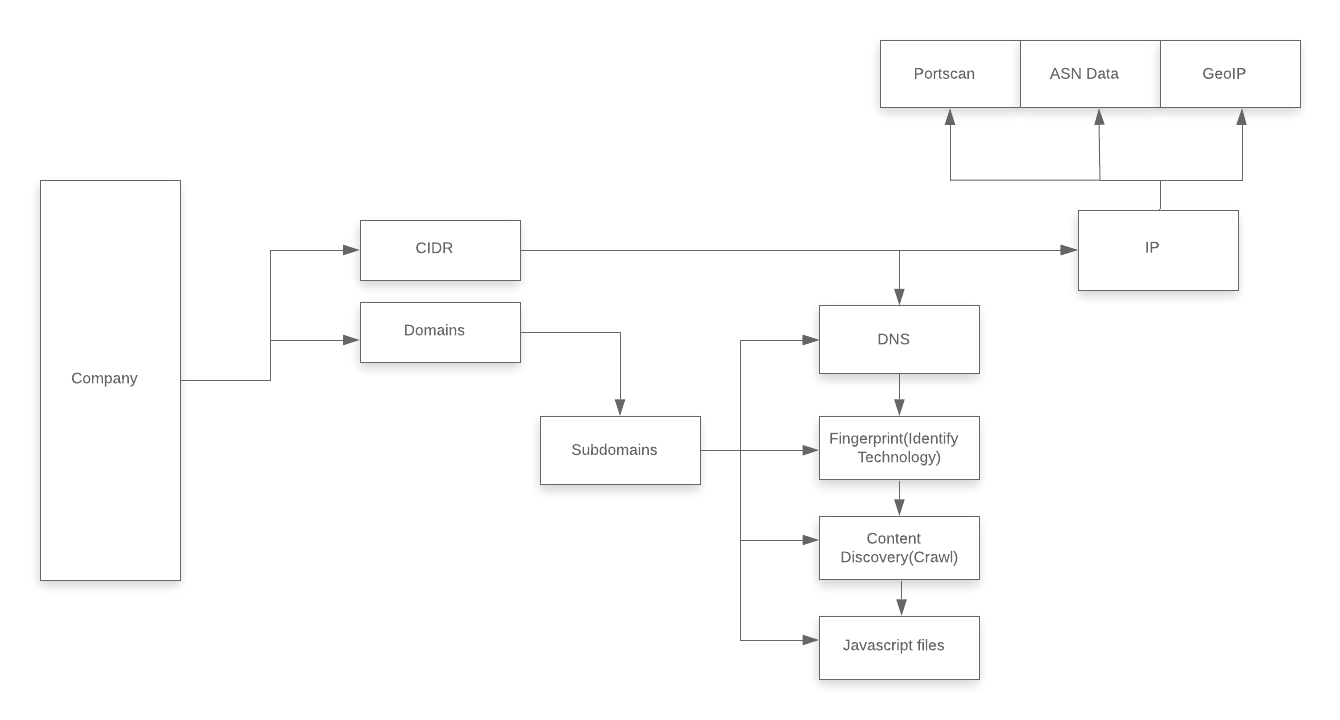 Portscan
ASN Data
GeoIP
CIDR
IP
Domains
DNS
Company
Subdomains
Fingerprint(Identify
Technology)
Content
Discovery(Crawl)
Javascript files